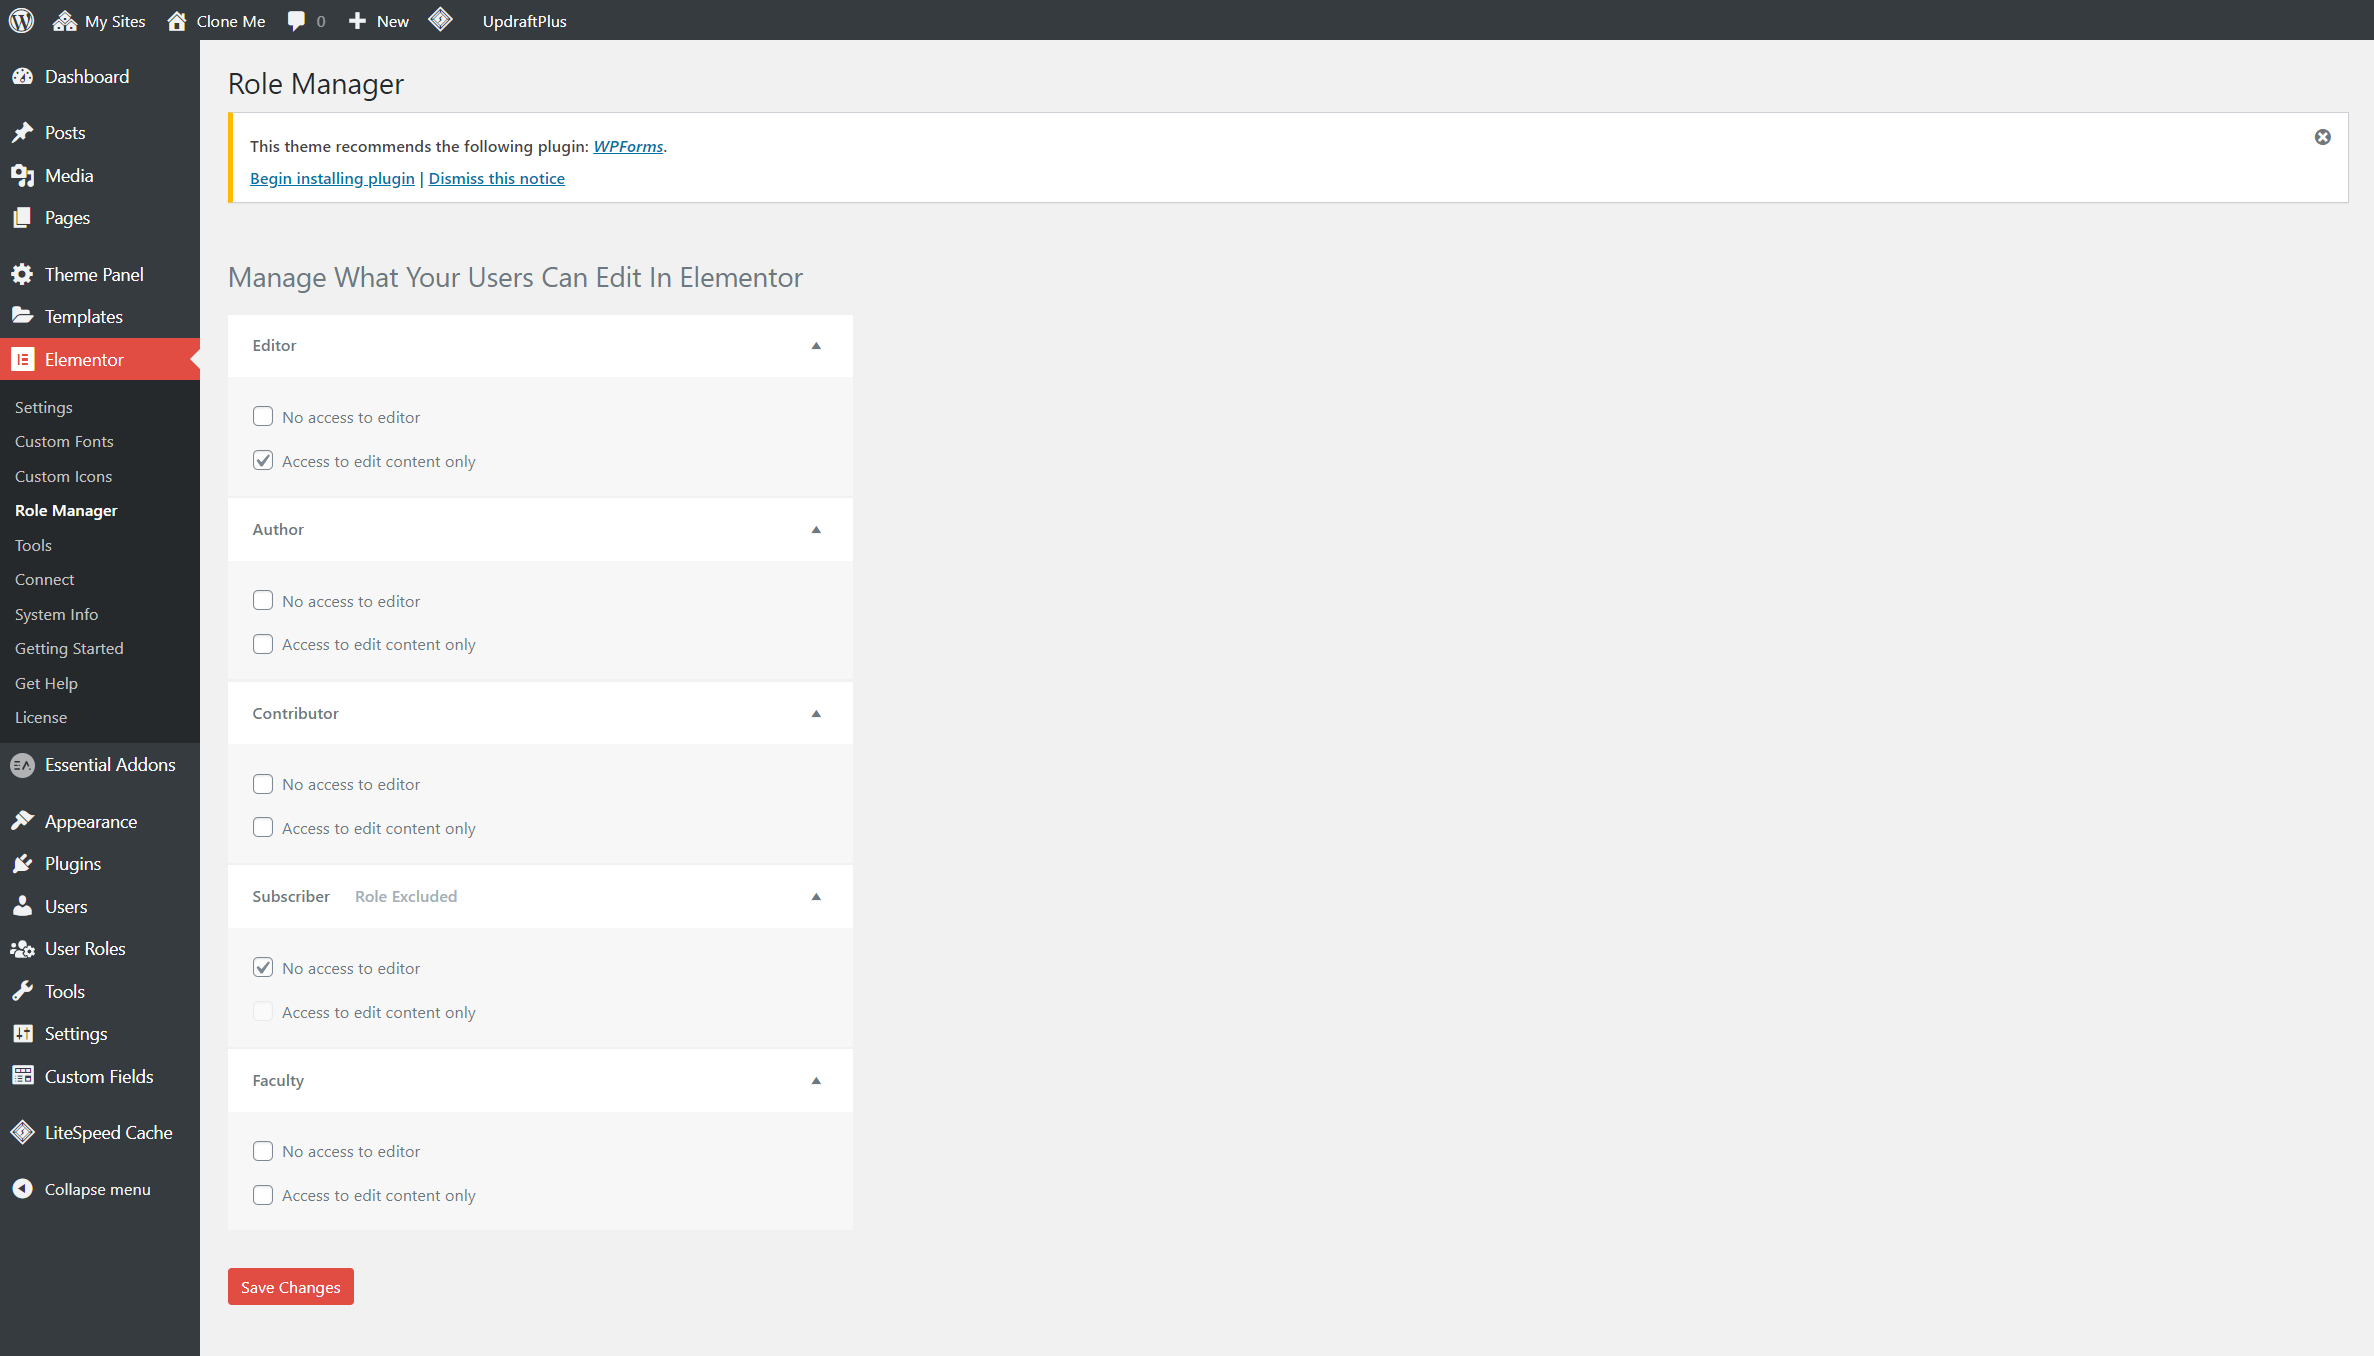 My Sites
Clone Me
0
New
UpdraftPlus
Dashboard
Posts
Media
Pages
Theme Panel
Templates
Elementor
Settings
Custom Fonts
Custom Icons
Role Manager
Tools
Connect
System Info
Getting Started
Get Help
License
Essential Addons
Appearance
Plugins
Users
User Roles
Tools
Settings
Custom Fields
LiteSpeed Cache
Collapse menu
Role Manager
This theme recommends the following plugin: WPForms.
Begin installing plugin | Dismiss this notice
Manage What Your Users Can Edit In Elementor
Editor
No access to editor
Access to edit content only
Author
No access to editor
Access to edit content only
Contributor
No access to editor
Access to edit content only
Subscriber Role Excluded
No access to editor
Access to edit content only
Faculty
No access to editor
Access to edit content only
Save Changes